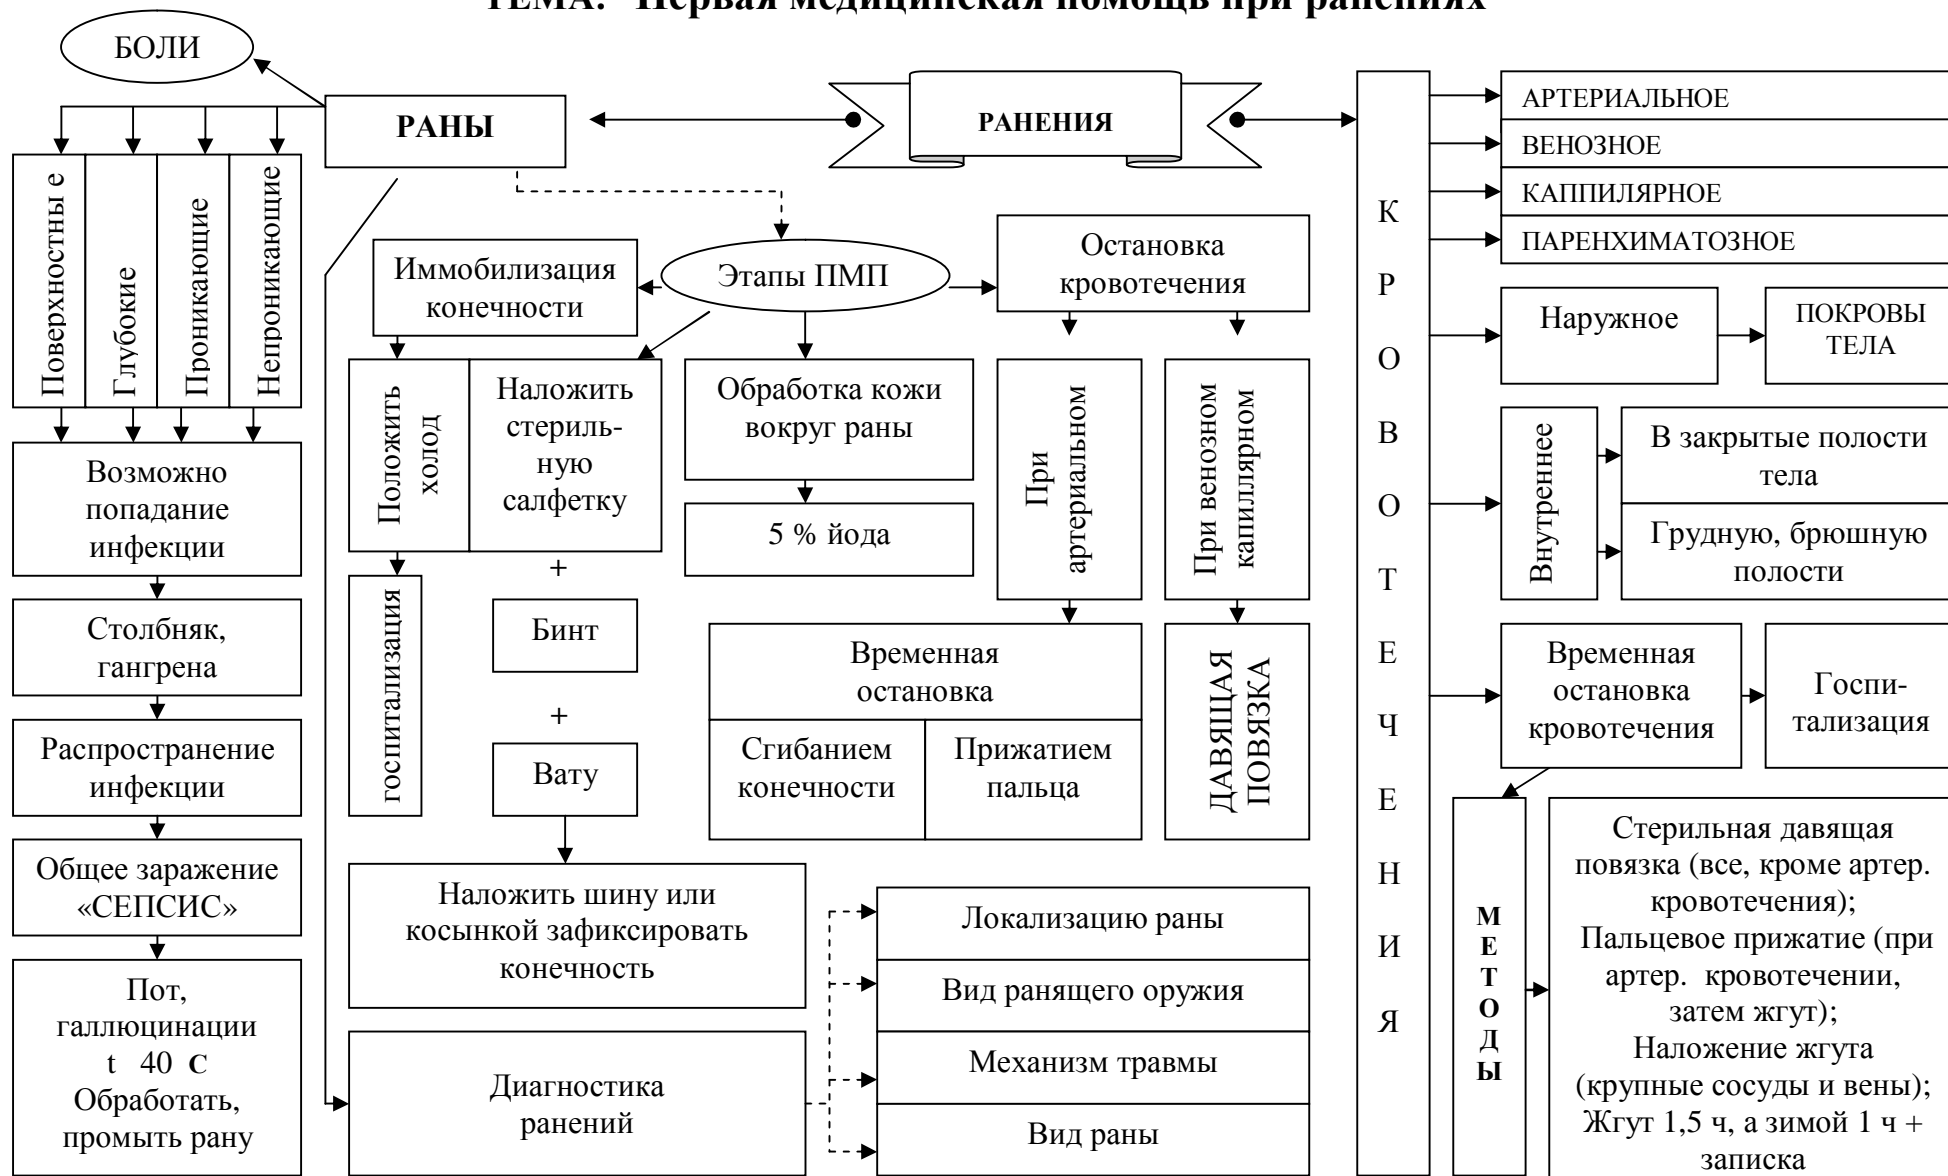 ТЕМА: "Первая медицинская помощь при ранениях"
БОЛИ
РАНЫ
РАНЕНИЯ
Поверхностны е
Глубокие
Проникающие
Непроникающие
Возможно
попадание
инфекции
Столбняк,
гангрена
Распространение
инфекции
Общее заражение
«СЕПСИС»
Пот,
галлюцинации
t 40 С
Обработать,
промыть рану
Этапы ПМП
Иммобилизация
конечности
Положить
холод
госпитализация
Наложить
стериль-
ную
салфетку
+
Бинт
+
Вату
Наложить шину или
косынкой зафиксировать
конечность
Обработка кожи
вокруг раны
5 % йода
Остановка
кровотечения
При
артериальном
При венозном
капиллярном
Временная
остановка
Сгибанием
конечности
Прижатием
пальца
ДАВЯЩАЯ
ПОВЯЗКА
Диагностика
ранений
Локализацию раны
Вид ранящего оружия
Механизм травмы
Вид раны
К
Р
О
В
О
Т
Е
Ч
Е
Н
И
Я
АРТЕРИАЛЬНОЕ
ВЕНОЗНОЕ
КАППИЛЯРНОЕ
ПАРЕНХИМАТОЗНОЕ
Наружное
ПОКРОВЫ
ТЕЛА
Внутреннее
В закрытые полости
тела
Грудную, брюшную
полости
Временная
остановка
кровотечения
Госпи-
тализация
М
Е
Т
О
Д
Ы
Стерильная давящая
повязка (все, кроме артер.
кровотечения);
Пальцевое прижатие (при
артер. кровотечении,
затем жгут);
Наложение жгута
(крупные сосуды и вены);
Жгут 1,5 ч, а зимой 1 ч +
записка